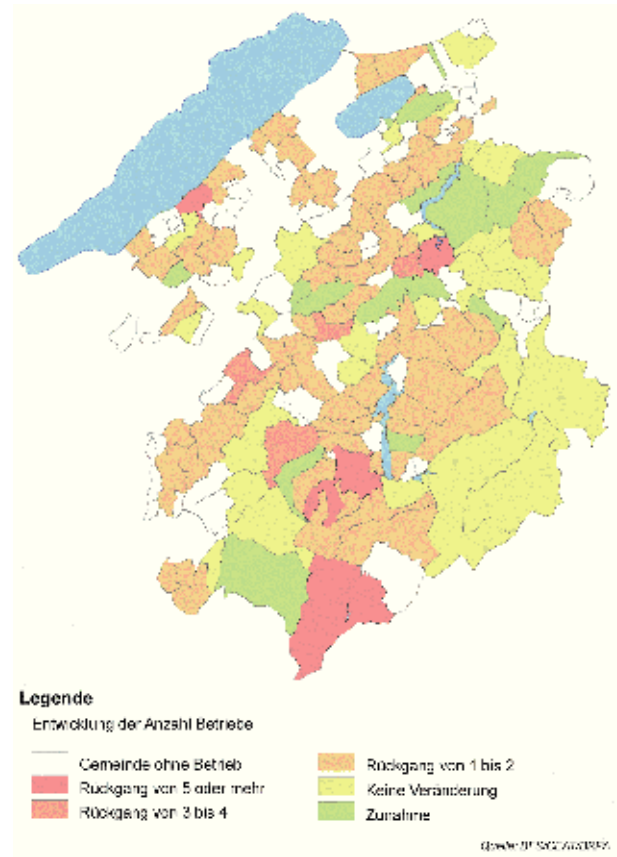 Legende
Entwicklung der Anzahl Betriebe
Gemeinde ohne Betrieb
Rückgang von 5 oder mehr
Rückgang von 3 bis 4
Rückgang von 1 bis 2
Keine Veränderung
Zunahme
Quelle: